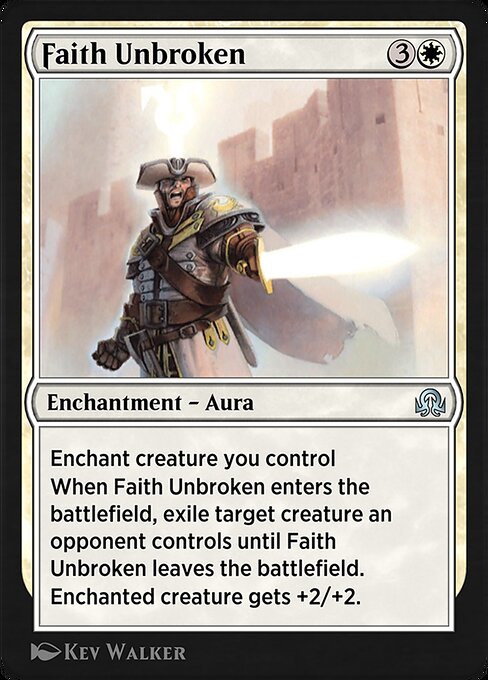 Faith Unbroken 3
Enchantment – Aura
Enchant creature you control
When Faith Unbroken enters the
battlefield, exile target creature an
opponent controls until Faith
Unbroken leaves the battlefield.
Enchanted creature gets +2/+2.
Kev Walker